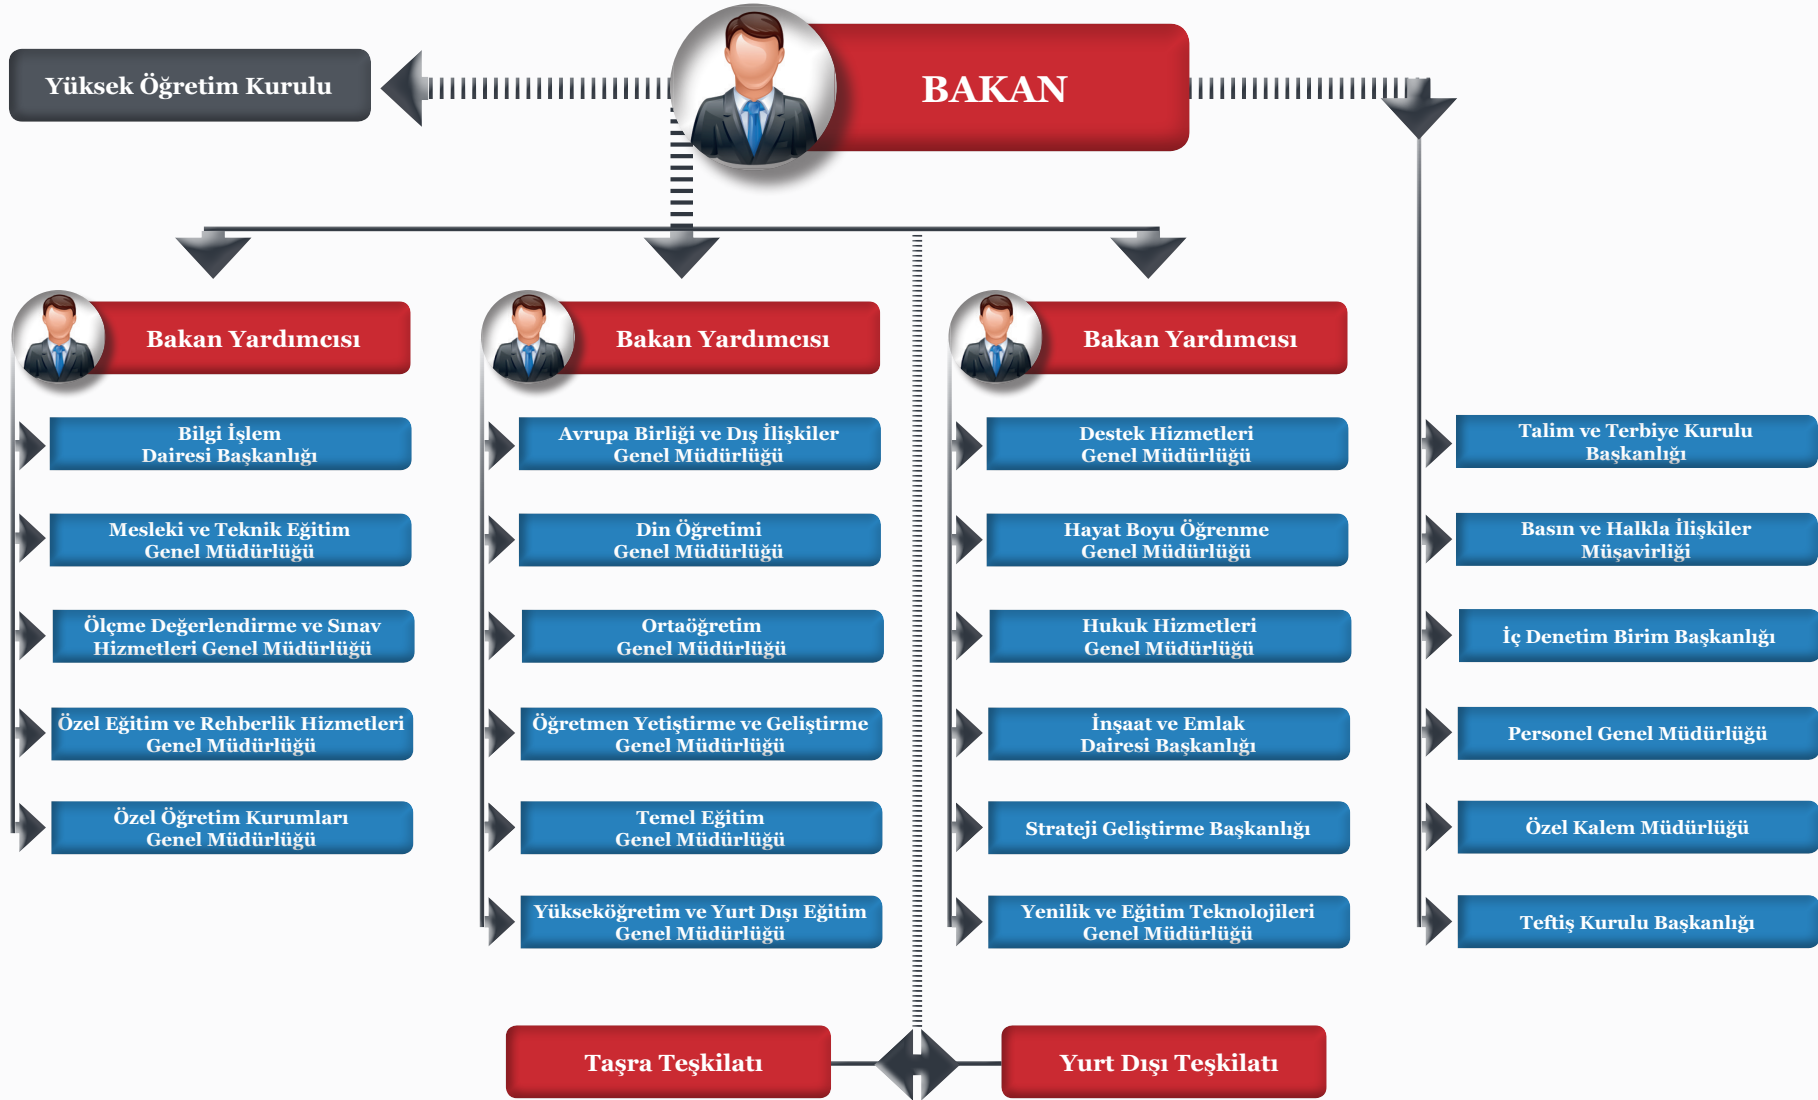 Yüksek Öğretim Kurulu
BAKAN
Bakan Yardımcısı
Bilgi İşlem
Dairesi Başkanlığı
Mesleki ve Teknik Eğitim
Genel Müdürlüğü
Ölçme Değerlendirme ve Sınav
Hizmetleri Genel Müdürlüğü
Özel Eğitim ve Rehberlik Hizmetleri
Genel Müdürlüğü
Özel Öğretim Kurumları
Genel Müdürlüğü
Bakan Yardımcısı
Avrupa Birliği ve Dış İlişkiler
Genel Müdürlüğü
Din Öğretimi
Genel Müdürlüğü
Ortaöğretim
Genel Müdürlüğü
Öğretmen Yetiştirme ve Geliştirme
Genel Müdürlüğü
Temel Eğitim
Genel Müdürlüğü
Yükseköğretim ve Yurt Dışı Eğitim
Genel Müdürlüğü
Bakan Yardımcısı
Destek Hizmetleri
Genel Müdürlüğü
Hayat Boyu Öğrenme
Genel Müdürlüğü
Hukuk Hizmetleri
Genel Müdürlüğü
İnşaat ve Emlak
Dairesi Başkanlığı
Strateji Geliştirme Başkanlığı
Yenilik ve Eğitim Teknolojileri
Genel Müdürlüğü
Talim ve Terbiye Kurulu
Başkanlığı
Basın ve Halkla İlişkiler
Müşavirliği
İç Denetim Birim Başkanlığı
Personel Genel Müdürlüğü
Özel Kalem Müdürlüğü
Teftiş Kurulu Başkanlığı
Taşra Teşkilatı
Yurt Dışı Teşkilatı